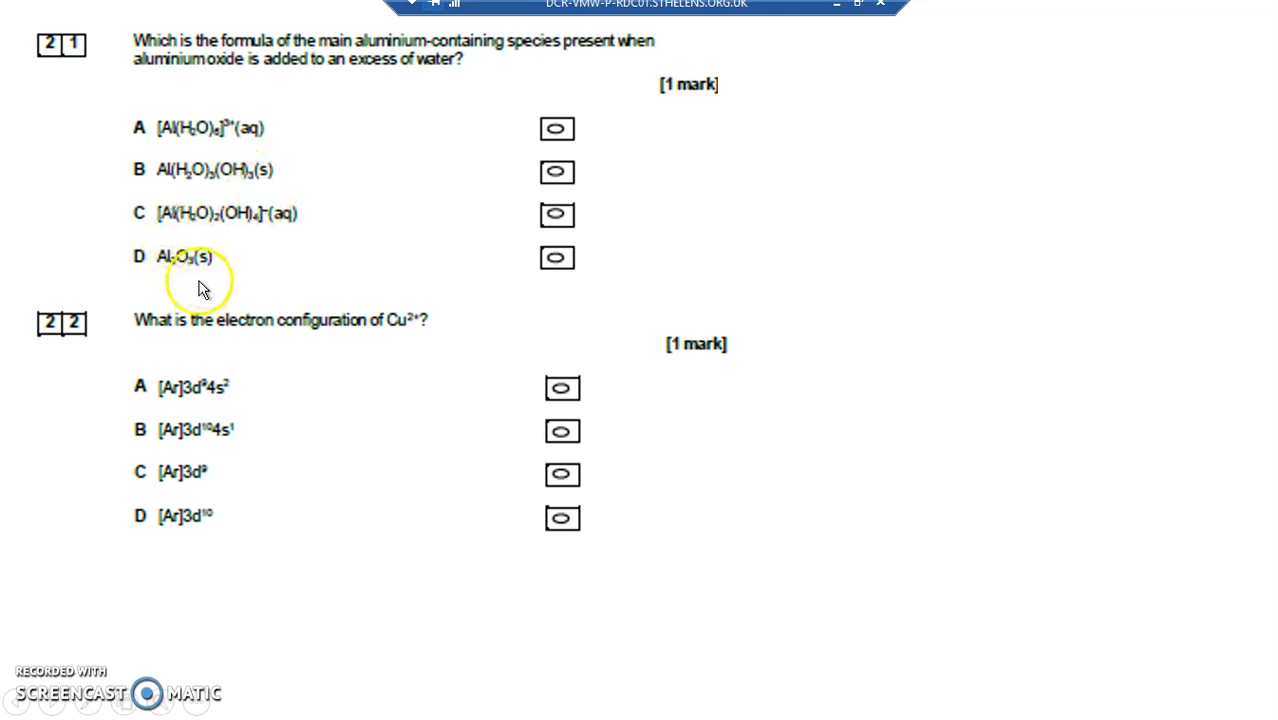 DCR-VMW-P-RDC01.STHELENS.ORG.UK
2 1 Which is the formula of the main aluminium-containing species present when
aluminium oxide is added to an excess of water?
[1 mark]
A [Al(H₂O)₆]³⁺(aq)
B Al(H₂O)₃(OH)₃(s)
C [Al(H₂O)₂(OH)₄]⁻(aq)
D Al₂O₃(s)
2 2 What is the electron configuration of Cu²⁺?
[1 mark]
A [Ar]3d⁹4s²
B [Ar]3d¹⁰4s¹
C [Ar]3d⁹
D [Ar]3d¹⁰
RECORDED WITH
SCREENCAST MATIC